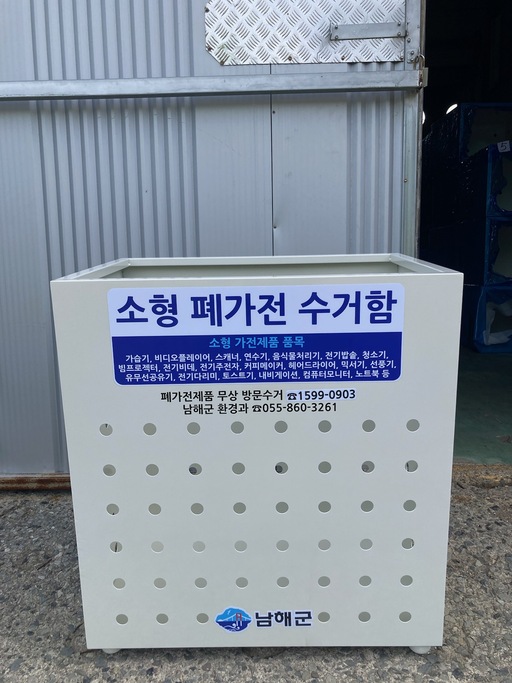 소형 폐가전 수거함
소형 가전제품 품목
가습기, 비디오플레이어, 스캐너, 연수기, 음식물처리기, 전기밥솥, 청소기,
빔프로젝터, 전기비데, 전기주전자, 커피메이커, 헤어드라이어, 믹서기, 선풍기,
유무선공유기, 전기다리미, 토스트기, 내비게이션, 컴퓨터모니터, 노트북 등
폐가전제품 무상 방문수거 ☎1599-0903
남해군 환경과 ☎055-860-3261
남해군